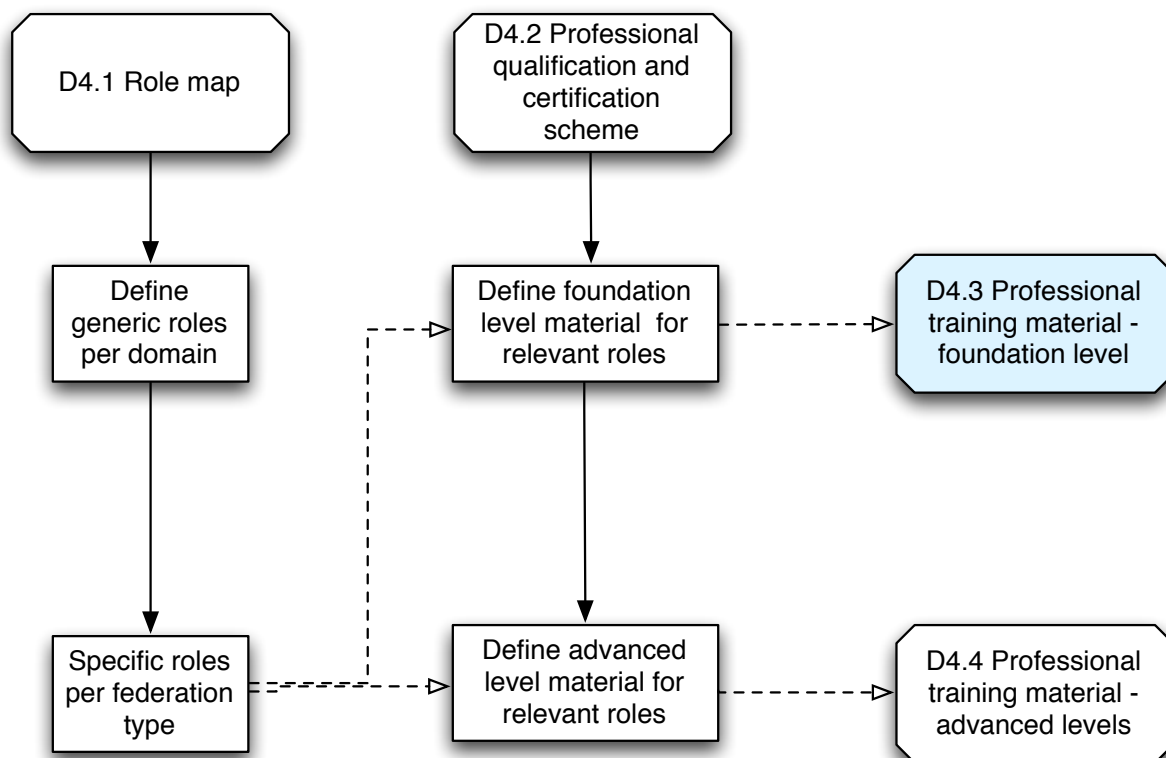 D4.1 Role map
D4.2 Professional
qualification and
certification
scheme
Define
generic roles
per domain
Define foundation
level material  for
relevant roles
D4.3 Professional
training material -
foundation level
Specific roles
per federation
type
Define advanced
level material for
relevant roles
D4.4 Professional
training material -
advanced levels